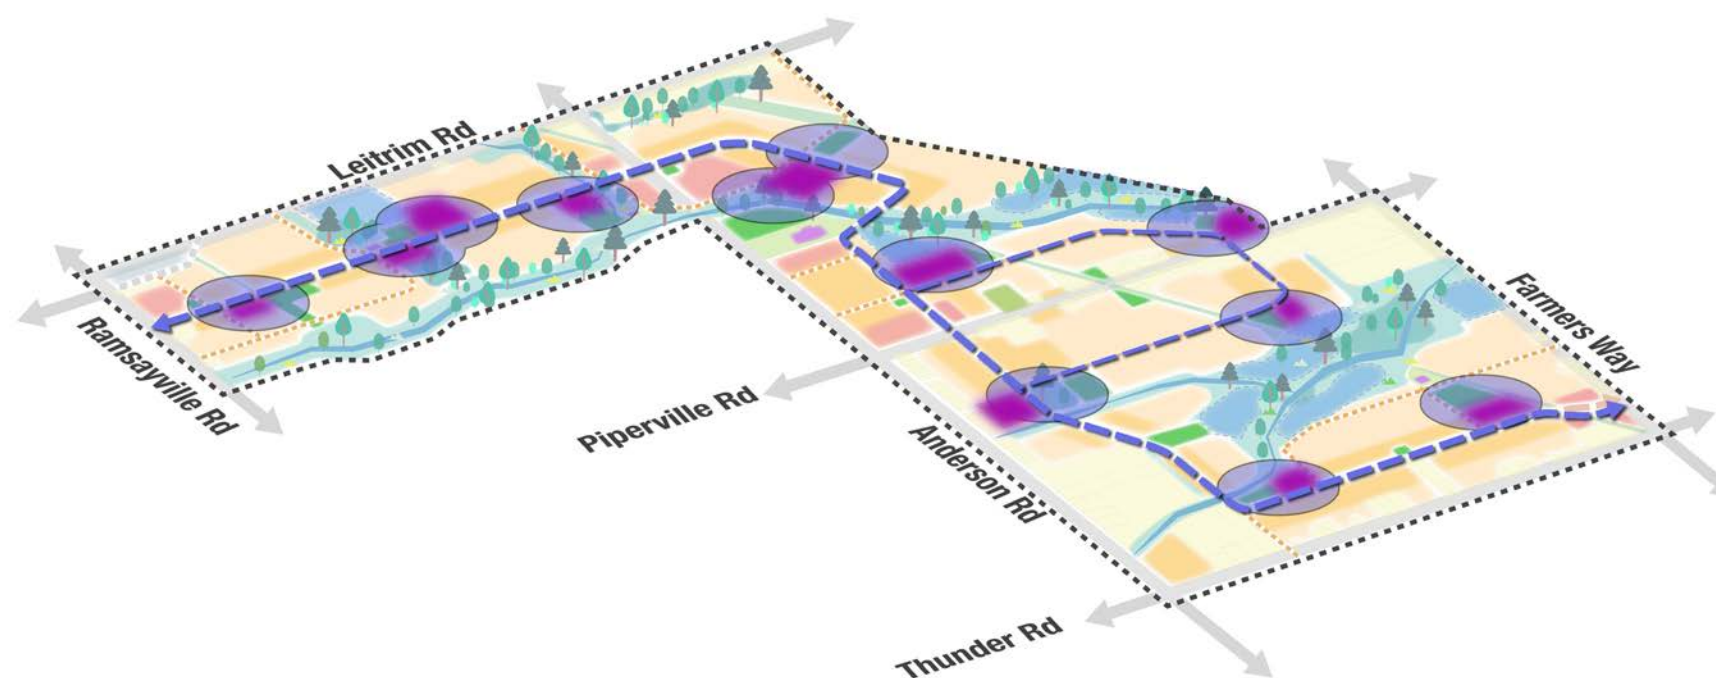 Leitrim Rd
Ramsayville Rd
Piperville Rd
Anderson Rd
Farmers Way
Thunder Rd